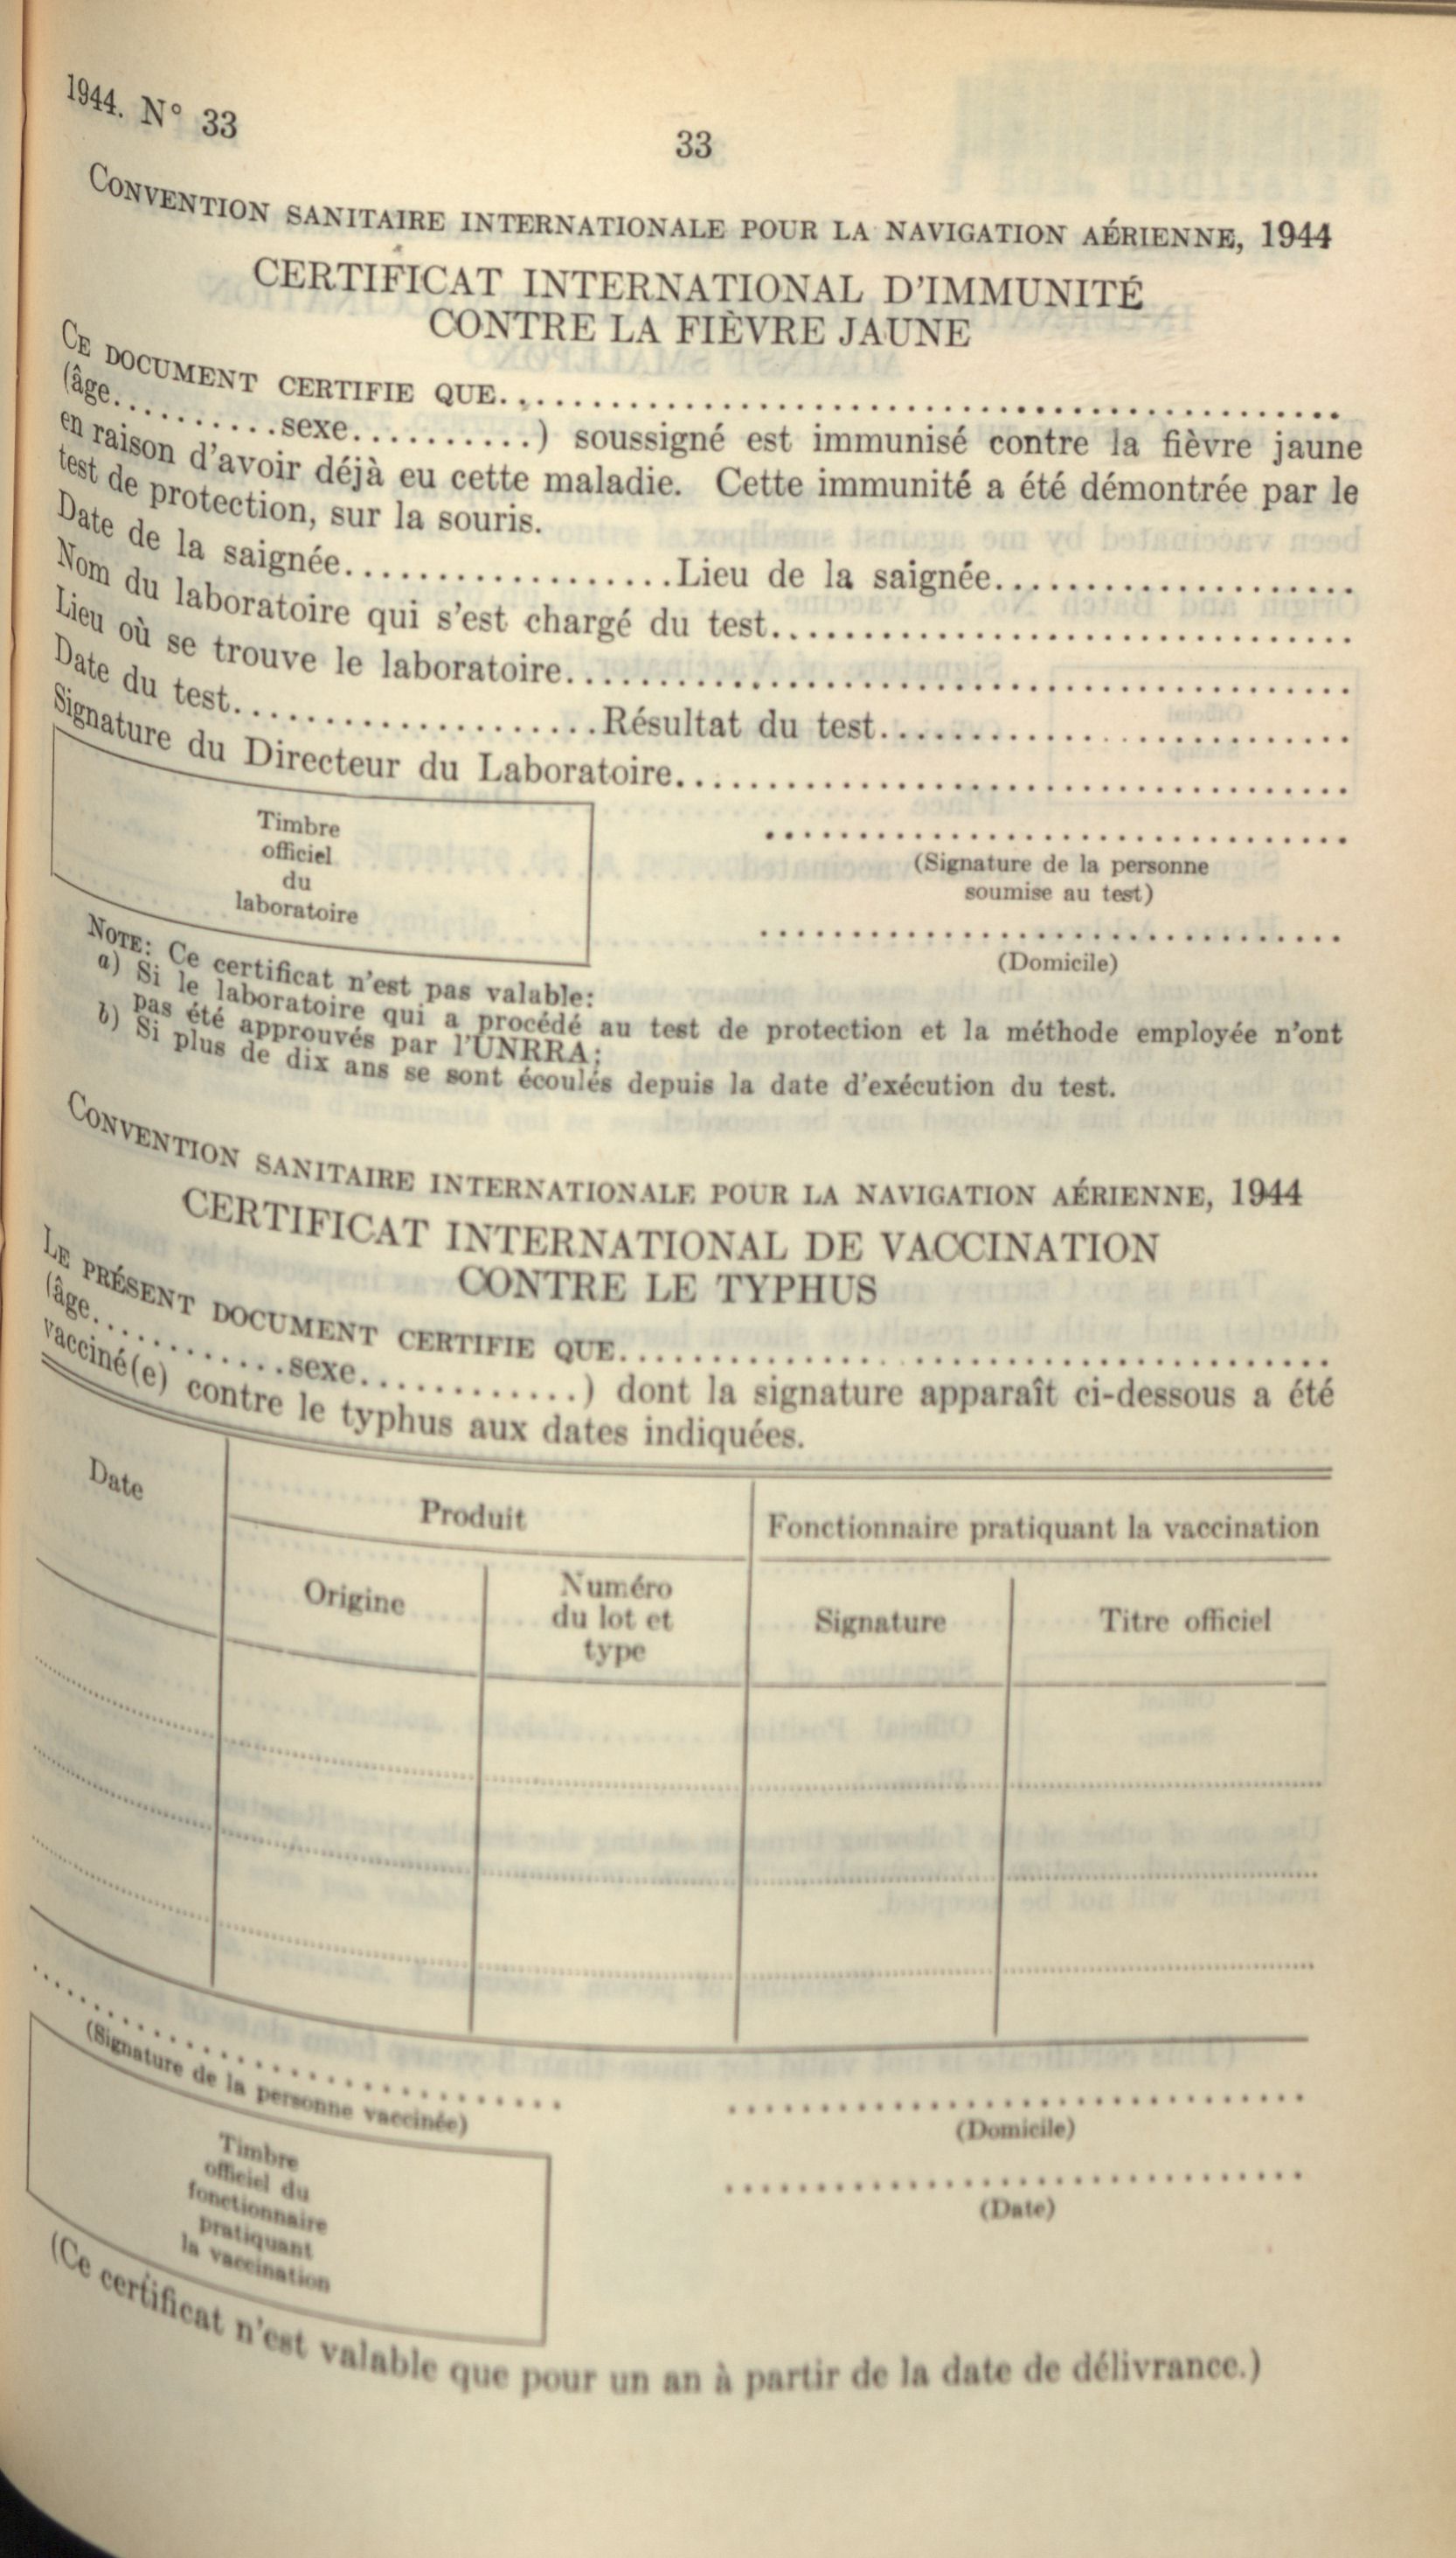 1944. N° 33
33
CONVENTION SANITAIRE INTERNATIONALE POUR LA NAVIGATION AÉRIENNE, 1944
CERTIFICAT INTERNATIONAL D'IMMUNITÉ
CONTRE LA FIÈVRE JAUNE
CE DOCUMENT CERTIFIE QUE........................................
(âge..........sexe...........) soussigné est immunisé contre la fièvre jaune
en raison d'avoir déjà eu cette maladie. Cette immunité a été démontrée par le
test de protection, sur la souris.
Date de la saignée....................Lieu de la saignée....................
Nom du laboratoire qui s'est chargé du test..............................
Lieu où se trouve le laboratoire........................................
Date du test....................Résultat du test.........................
Signature du Directeur du Laboratoire..............................
Timbre
officiel
du
laboratoire
(Signature de la personne
soumise au test)
(Domicile)
NOTE: Ce certificat n'est pas valable:
a) Si le laboratoire qui a procédé au test de protection et la méthode employée n'ont
pas été approuvés par l'UNRRA;
b) Si plus de dix ans se sont écoulés depuis la date d'exécution du test.
CONVENTION SANITAIRE INTERNATIONALE POUR LA NAVIGATION AÉRIENNE, 1944
CERTIFICAT INTERNATIONAL DE VACCINATION
CONTRE LE TYPHUS
LE PRÉSENT DOCUMENT CERTIFIE QUE..............................
(âge............sexe.............) dont la signature apparaît ci-dessous a été
vacciné(e) contre le typhus aux dates indiquées.
Date
Produit
Fonctionnaire pratiquant la vaccination
Origine
Numéro
du lot et
type
Signature
Titre officiel
(Signature de la personne vaccinée)
(Domicile)
(Date)
Timbre
officiel du
fonctionnaire
pratiquant
la vaccination
(Ce certificat n'est valable que pour un an à partir de la date de délivrance.)